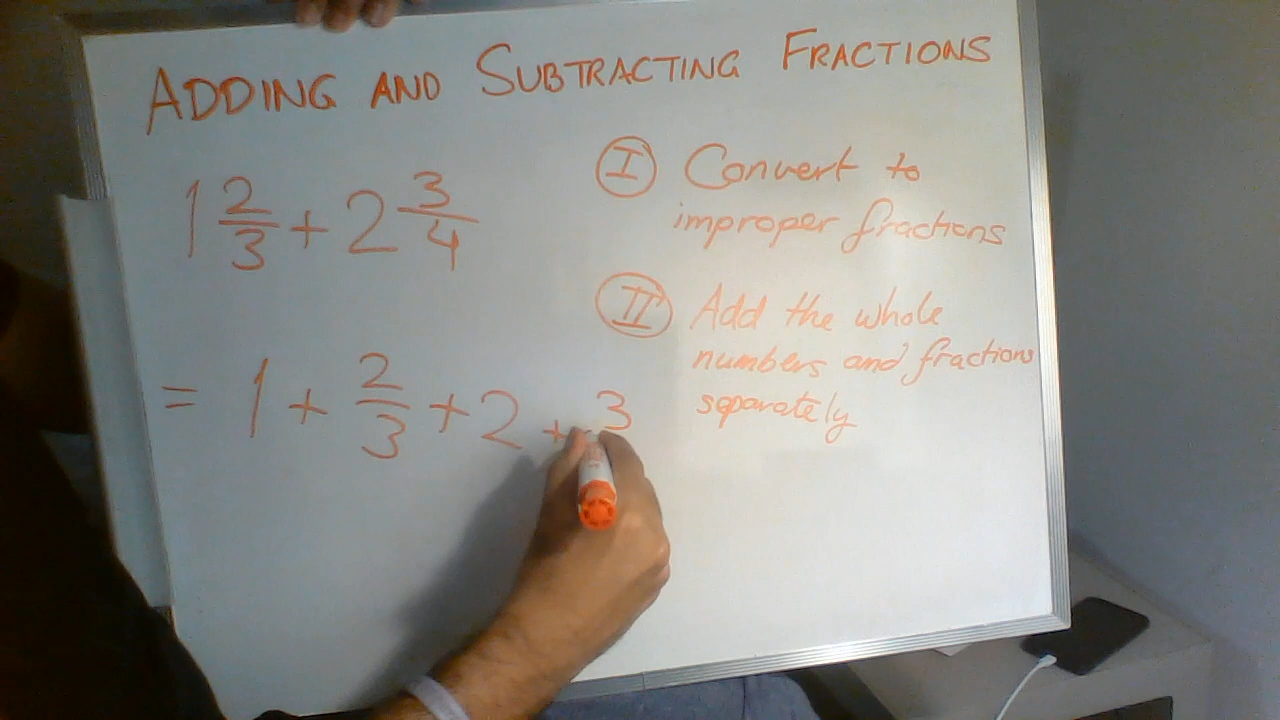 ADDING AND SUBTRACTING FRACTIONS
1 2/3 + 2 3/4
I Convert to
improper fractions
II Add the whole
numbers and fractions
separately
= 1 + 2/3 + 2 + 3